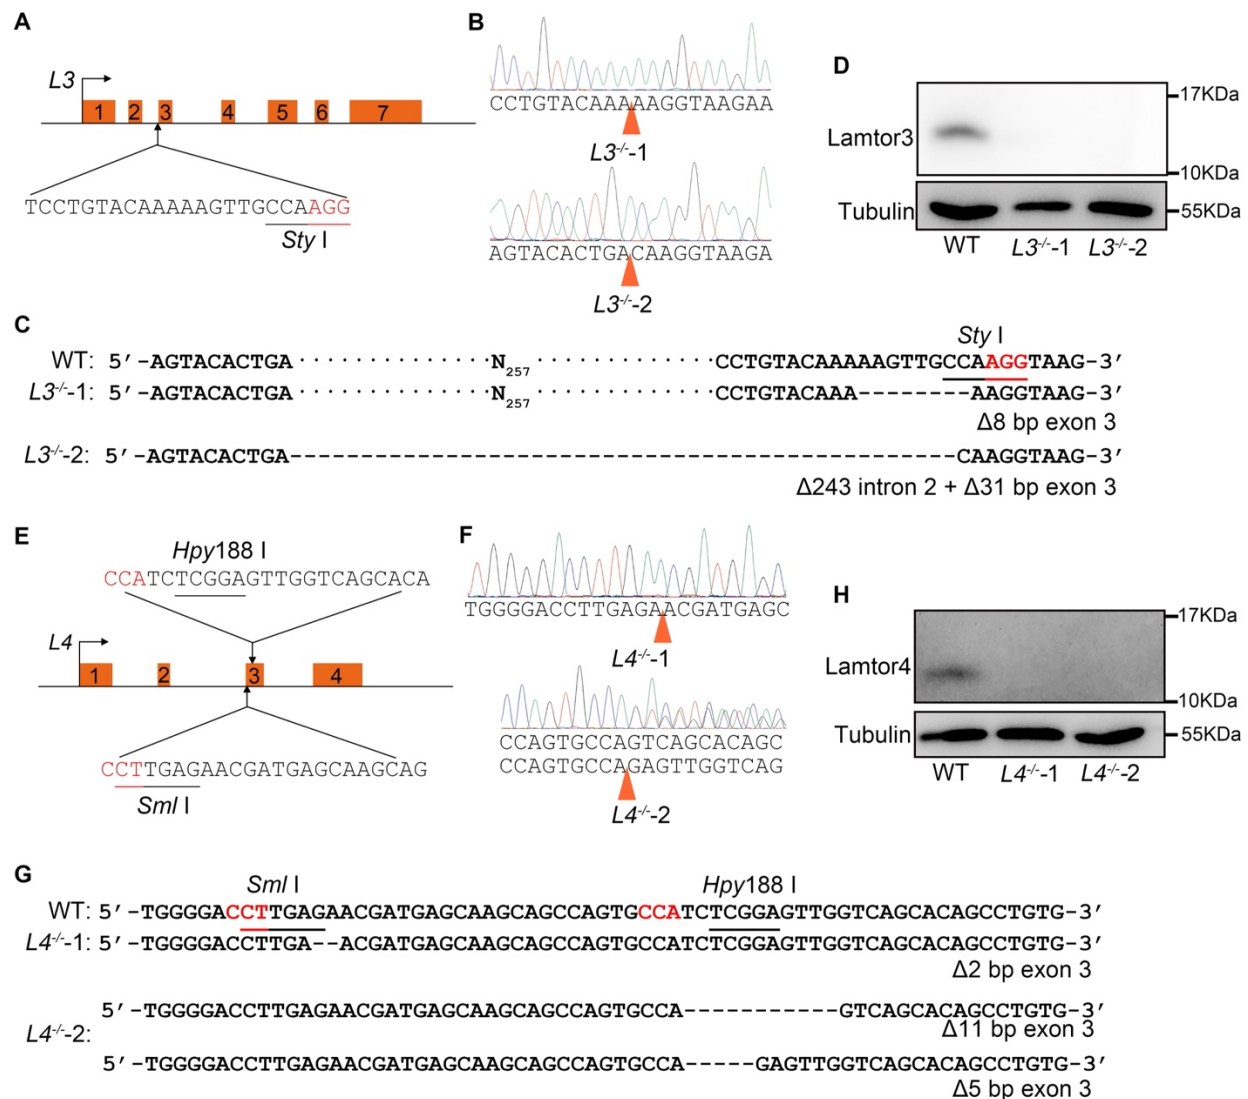 A
L3
1 2 3 4 5 6 7
TCCTGTACAAAAAGTTGCCAAGG
Sty I
B
CCTGTACAAAAAGGTAAGAA
L3-/--1
AGTACACTGACAAGGTAAGA
L3-/--2
D
17KDa
Lamtor3
10KDa
Tubulin
55KDa
WT L3-/--1 L3-/--2
C
Sty I
WT: 5′-AGTACACTGA··············N257·············CCTGTACAAAAAGTTGCCAAGGTAAG-3′
L3-/--1: 5′-AGTACACTGA··············N257·············CCTGTACAAA--------AAGGTAAG-3′
Δ8 bp exon 3
L3-/--2: 5′-AGTACACTGA-----------------------------------------------CAAGGTAAG-3′
Δ243 intron 2 + Δ31 bp exon 3
E
Hpy188 I
CCATCTCGGAGTTGGTCAGCACA
L4
1 2 3 4
CCTTGAGAACGATGAGCAAGCAG
Sml I
F
TGGGGACCTTGAGAACGATGAGC
L4-/--1
CCAGTGCCAGTCAGCACAGC
CCAGTGCCAGAGTTGGTCAG
L4-/--2
H
17KDa
Lamtor4
10KDa
Tubulin
55KDa
WT L4-/--1 L4-/--2
G
Sml I Hpy188 I
WT: 5′-TGGGGACCTTGAGAACGATGAGCAAGCAGCCAGTGCCATCTCGGAGTTGGTCAGCACAGCCTGTG-3′
L4-/--1: 5′-TGGGGACCTTGA--ACGATGAGCAAGCAGCCAGTGCCATCTCGGAGTTGGTCAGCACAGCCTGTG-3′
Δ2 bp exon 3
L4-/--2:
5′-TGGGGACCTTGAGAACGATGAGCAAGCAGCCAGTGCCA-----------GTCAGCACAGCCTGTG-3′
Δ11 bp exon 3
5′-TGGGGACCTTGAGAACGATGAGCAAGCAGCCAGTGCCA-----GAGTTGGTCAGCACAGCCTGTG-3′
Δ5 bp exon 3